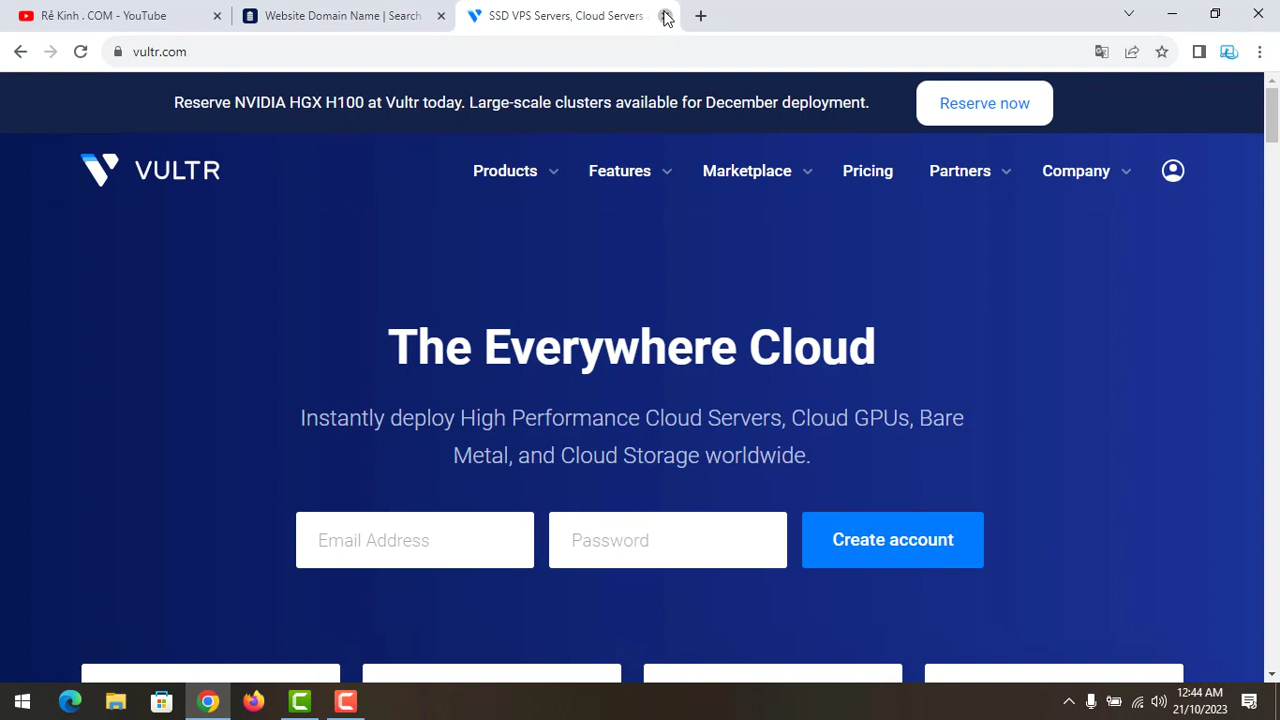 Rẻ Kinh . COM - YouTube
Website Domain Name | Search
SSD VPS Servers, Cloud Servers
vultr.com
Reserve NVIDIA HGX H100 at Vultr today. Large-scale clusters available for December deployment.
Reserve now
VULTR
Products
Features
Marketplace
Pricing
Partners
Company
The Everywhere Cloud
Instantly deploy High Performance Cloud Servers, Cloud GPUs, Bare
Metal, and Cloud Storage worldwide.
Email Address
Password
Create account
12:44 AM
21/10/2023